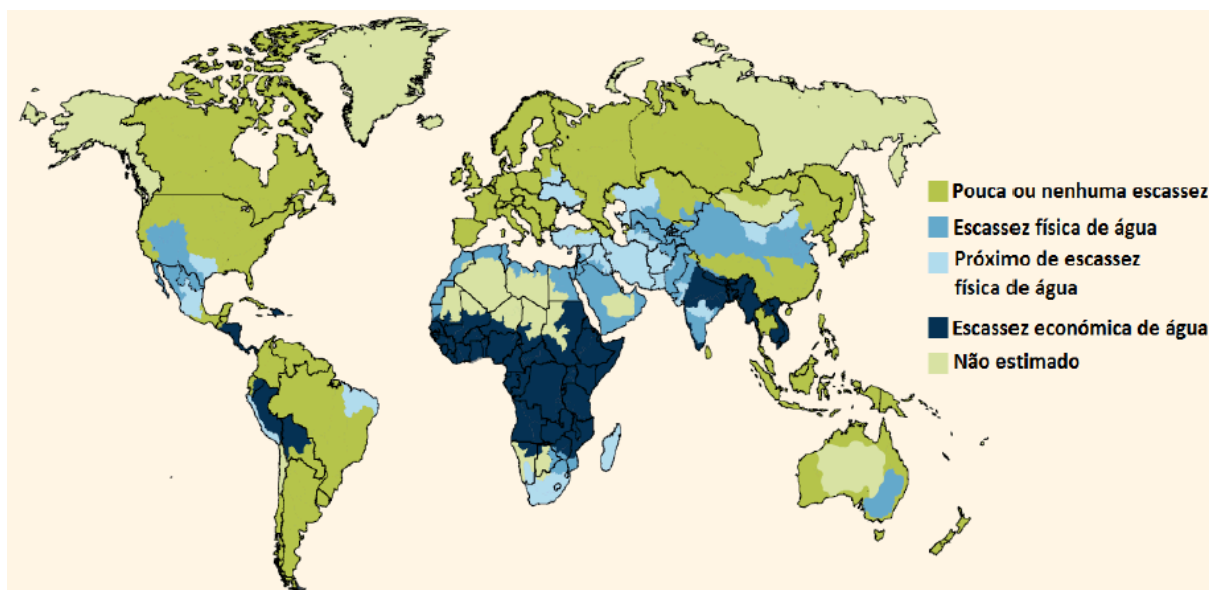 Pouca ou nenhuma escassez
Escassez física de água
Próximo de escassez
física de água
Escassez económica de água
Não estimado